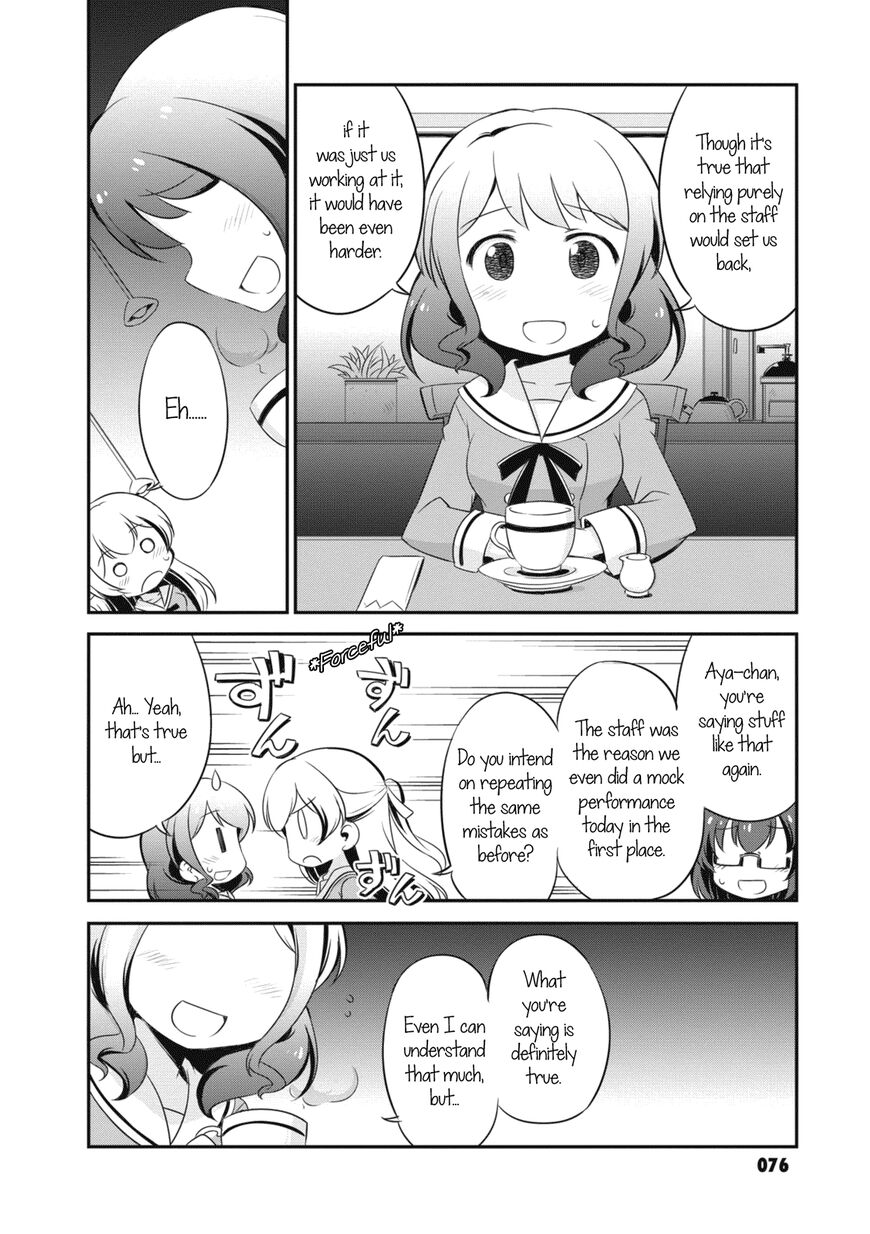 Though it's
true that
relying purely
on the staff
would set us
back,
if it
was just us
working at it,
it would have
been even
harder.
Eh......
Aya-chan,
you're
saying stuff
like that
again.
The staff was
the reason we
even did a mock
performance
today in the
first place.
Do you intend
on repeating
the same
mistakes as
before?
*Forceful*
ずん
ずん
ずん
Ah... Yeah,
that's true
but...
What
you're
saying is
definitely
true.
Even I can
understand
that much,
but...
076